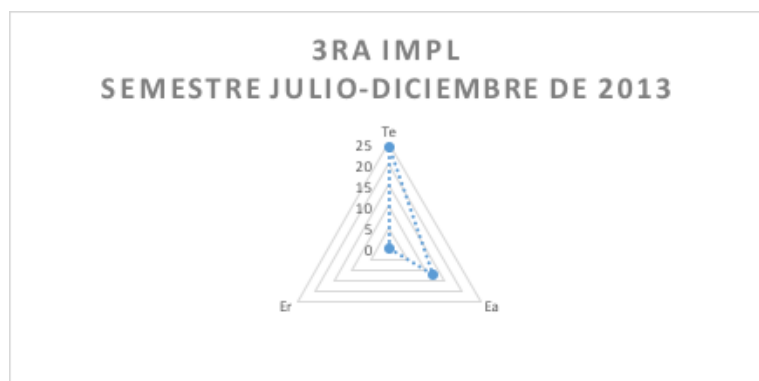 3RA IMPL
SEMESTRE JULIO-DICIEMBRE DE 2013
Te
25
20
15
10
5
0
Er
Ea